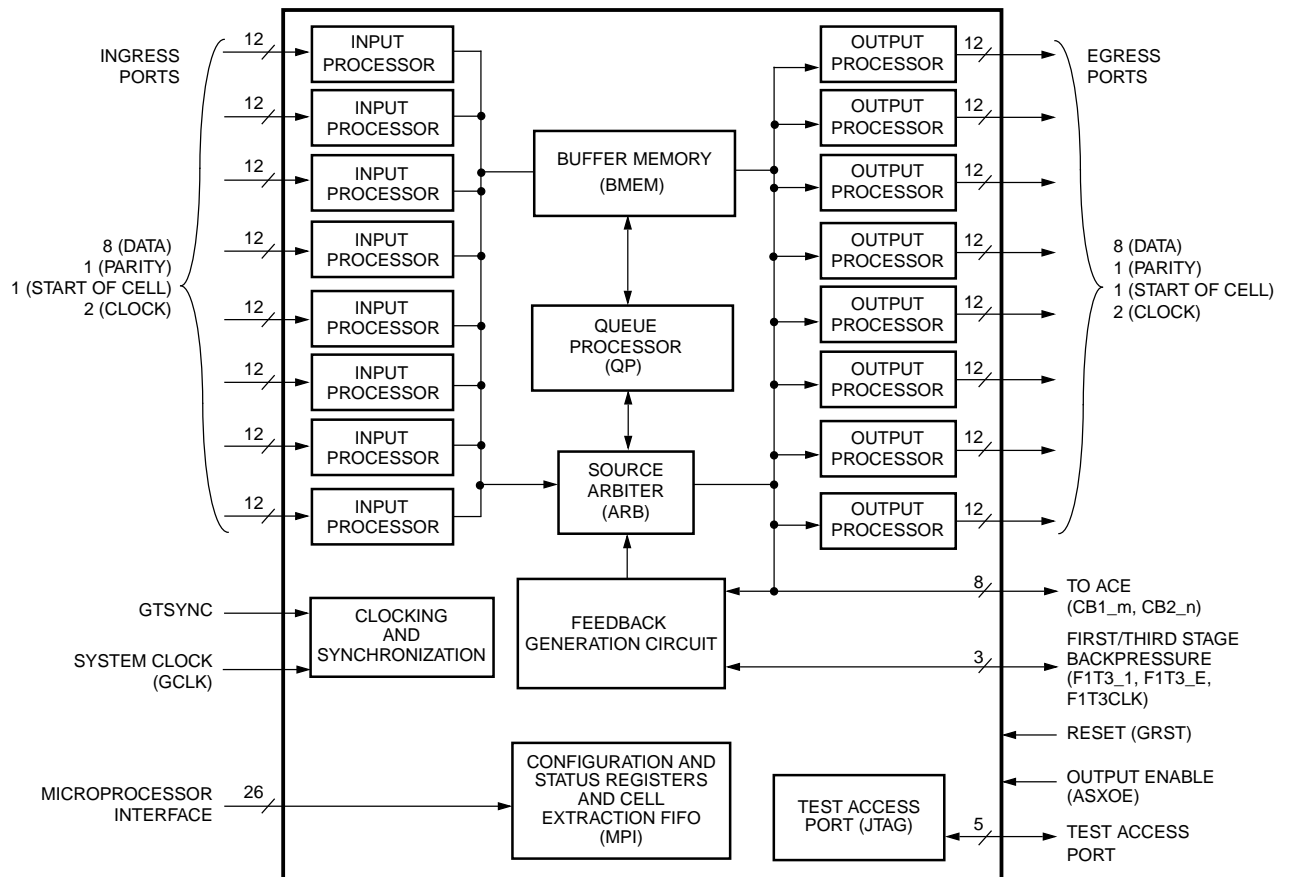 INGRESS
PORTS
8 (DATA)
1 (PARITY)
1 (START OF CELL)
2 (CLOCK)
12
12
12
12
12
12
12
12
INPUT
PROCESSOR
INPUT
PROCESSOR
INPUT
PROCESSOR
INPUT
PROCESSOR
INPUT
PROCESSOR
INPUT
PROCESSOR
INPUT
PROCESSOR
INPUT
PROCESSOR
BUFFER MEMORY
(BMEM)
QUEUE
PROCESSOR
(QP)
SOURCE
ARBITER
(ARB)
FEEDBACK
GENERATION CIRCUIT
OUTPUT
PROCESSOR
OUTPUT
PROCESSOR
OUTPUT
PROCESSOR
OUTPUT
PROCESSOR
OUTPUT
PROCESSOR
OUTPUT
PROCESSOR
OUTPUT
PROCESSOR
OUTPUT
PROCESSOR
12
12
12
12
12
12
12
12
EGRESS
PORTS
8 (DATA)
1 (PARITY)
1 (START OF CELL)
2 (CLOCK)
GTSYNC
SYSTEM CLOCK
(GCLK)
CLOCKING
AND
SYNCHRONIZATION
8
TO ACE
(CB1_m, CB2_n)
3
FIRST/THIRD STAGE
BACKPRESSURE
(F1T3_1, F1T3_E,
F1T3CLK)
RESET (GRST)
OUTPUT ENABLE
(ASXOE)
MICROPROCESSOR
INTERFACE
26
CONFIGURATION AND
STATUS REGISTERS
AND CELL
EXTRACTION FIFO
(MPI)
TEST ACCESS
PORT (JTAG)
5
TEST ACCESS
PORT